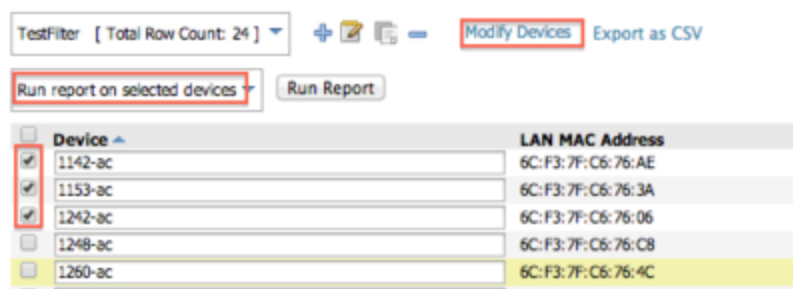 TestFilter [ Total Row Count: 24 ] Modify Devices Export as CSV
Run report on selected devices Run Report
Device LAN MAC Address
1142-ac 6C:F3:7F:C6:76:AE
1153-ac 6C:F3:7F:C6:76:3A
1242-ac 6C:F3:7F:C6:76:06
1248-ac 6C:F3:7F:C6:76:C8
1260-ac 6C:F3:7F:C6:76:4C